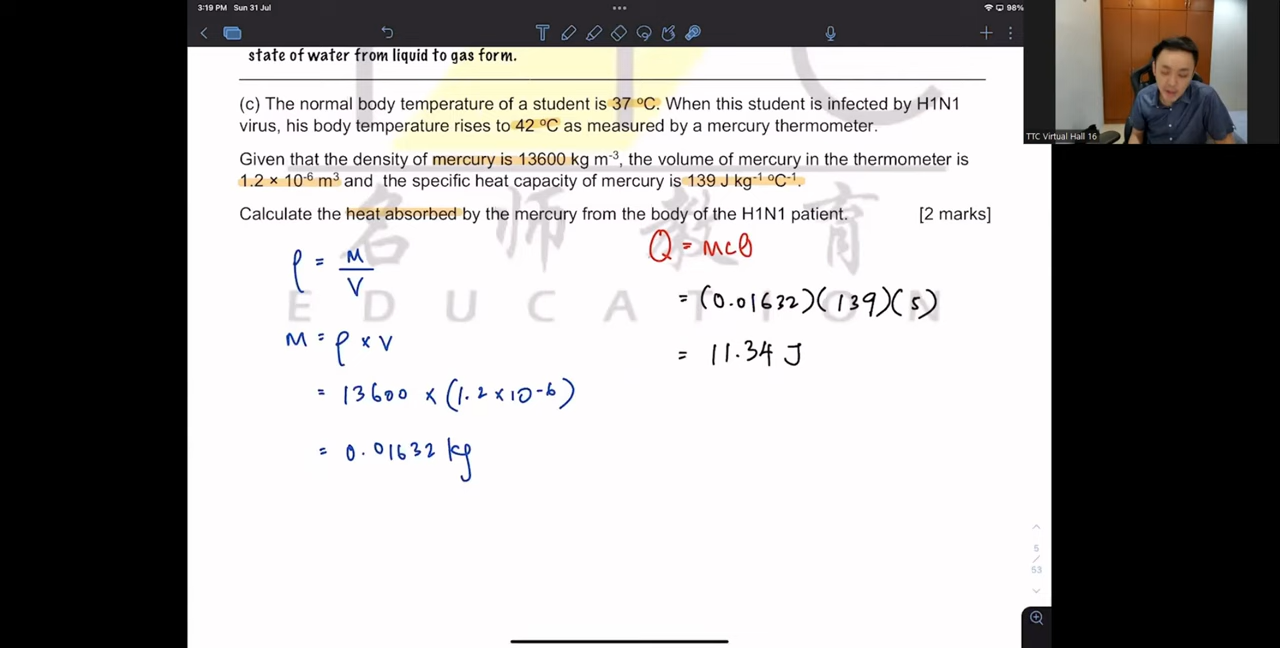 3:19 PM Sun 31 Jul
98%
state of water from liquid to gas form.
(c) The normal body temperature of a student is 37 ºC. When this student is infected by H1N1
virus, his body temperature rises to 42 ºC as measured by a mercury thermometer.
Given that the density of mercury is 13600 kg m⁻³, the volume of mercury in the thermometer is
1.2 × 10⁻⁶ m³ and the specific heat capacity of mercury is 139 J kg⁻¹ ºC⁻¹.
Calculate the heat absorbed by the mercury from the body of the H1N1 patient. [2 marks]
名 师 教 育
E D U C A T I O N
ρ = M/V
M = ρ × V
= 13600 × (1.2 × 10⁻⁶)
= 0.01632 kg
Q = mcθ
= (0.01632)(139)(5)
= 11.34 J
TTC Virtual Hall 16
5
/
53